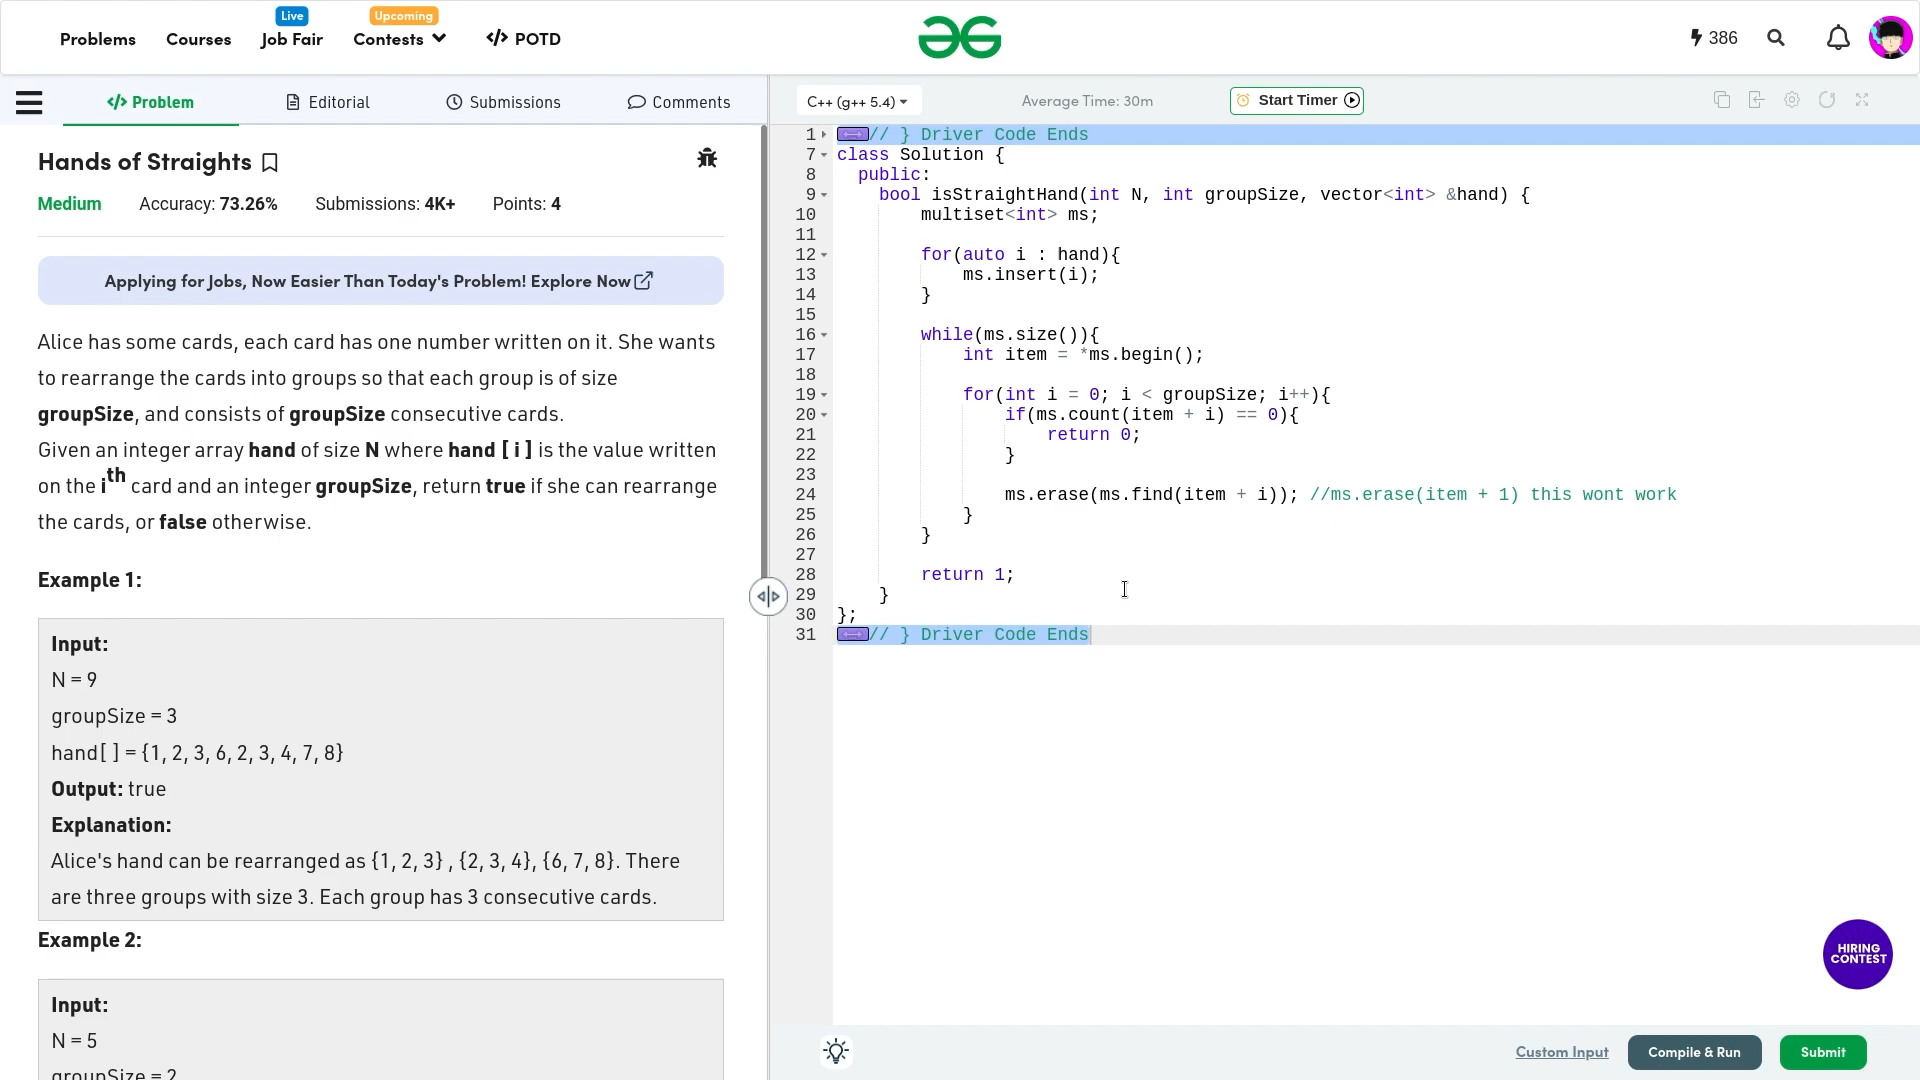 Live
Upcoming
Problems
Courses
Job Fair
Contests
</> POTD
386
</> Problem
Editorial
Submissions
Comments
C++ (g++ 5.4)
Average Time: 30m
Start Timer
Hands of Straights
Medium
Accuracy: 73.26%
Submissions: 4K+
Points: 4
Applying for Jobs, Now Easier Than Today's Problem! Explore Now
Alice has some cards, each card has one number written on it. She wants
to rearrange the cards into groups so that each group is of size
groupSize, and consists of groupSize consecutive cards.
Given an integer array hand of size N where hand [ i ] is the value written
on the ith card and an integer groupSize, return true if she can rearrange
the cards, or false otherwise.
Example 1:
Input:
N = 9
groupSize = 3
hand[ ] = {1, 2, 3, 6, 2, 3, 4, 7, 8}
Output: true
Explanation:
Alice's hand can be rearranged as {1, 2, 3} , {2, 3, 4}, {6, 7, 8}. There
are three groups with size 3. Each group has 3 consecutive cards.
Example 2:
Input:
N = 5
groupSize = 2
1 // } Driver Code Ends
7 class Solution {
8 public:
9 bool isStraightHand(int N, int groupSize, vector<int> &hand) {
10 multiset<int> ms;
11
12 for(auto i : hand){
13 ms.insert(i);
14 }
15
16 while(ms.size()){
17 int item = *ms.begin();
18
19 for(int i = 0; i < groupSize; i++){
20 if(ms.count(item + i) == 0){
21 return 0;
22 }
23
24 ms.erase(ms.find(item + i)); //ms.erase(item + 1) this wont work
25 }
26 }
27
28 return 1;
29 }
30 };
31 // } Driver Code Ends
HIRING
CONTEST
Custom Input
Compile & Run
Submit